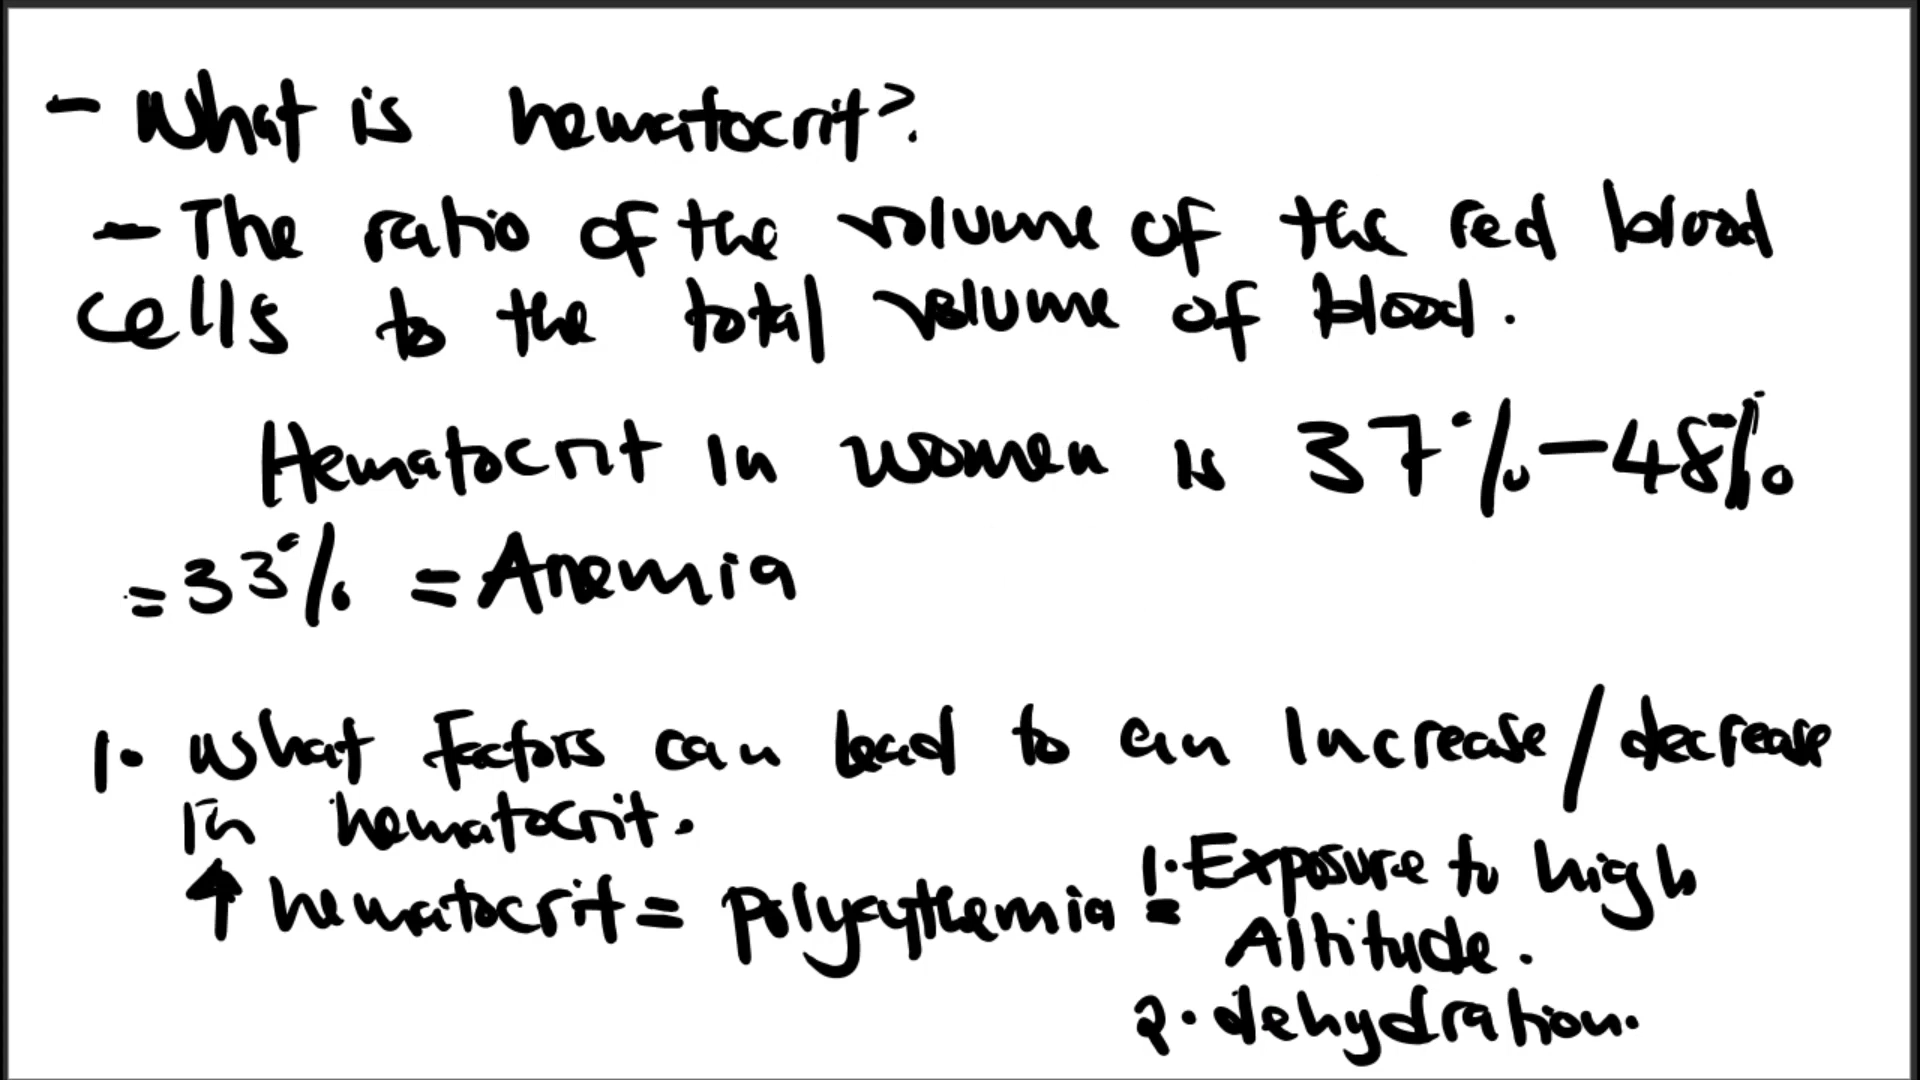 - What is hematocrit?
- The ratio of the volume of the red blood
cells to the total volume of blood.
Hematocrit in women is 37% - 48%
= 33% = Anemia
1. What factors can lead to an increase/decrease
in hematocrit.
↑ hematocrit = polycythemia = 1. Exposure to high
Altitude.
2. dehydration.